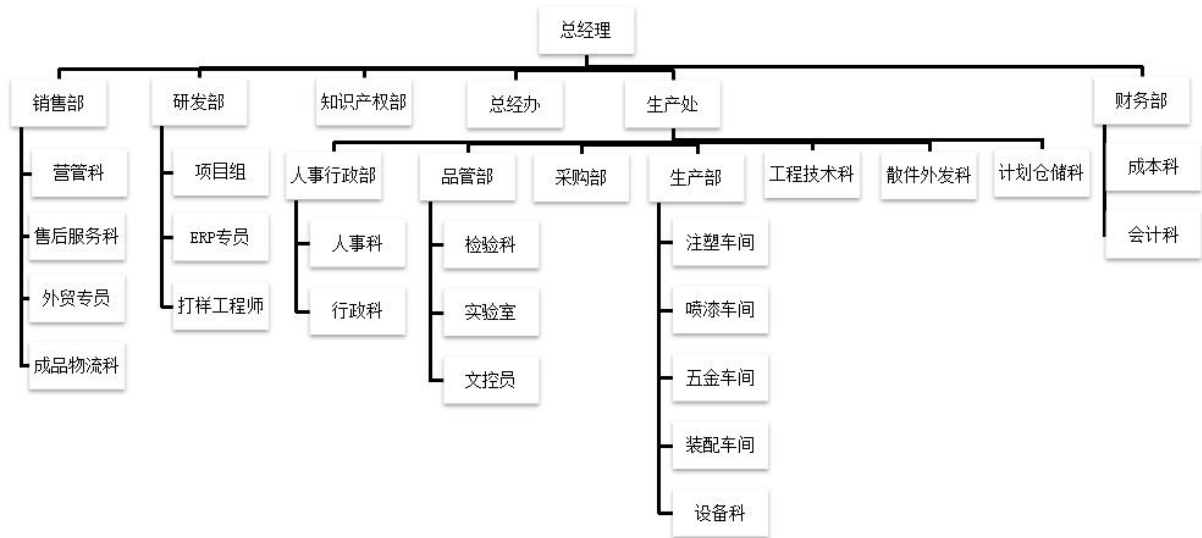 总经理
销售部
研发部
知识产权部
总经办
生产处
财务部
营管科
售后服务科
外贸专员
成品物流科
项目组
ERP专员
打样工程师
人事行政部
品管部
采购部
生产部
工程技术科
散件外发科
计划仓储科
人事科
行政科
检验科
实验室
文控员
注塑车间
喷漆车间
五金车间
装配车间
设备科
成本科
会计科